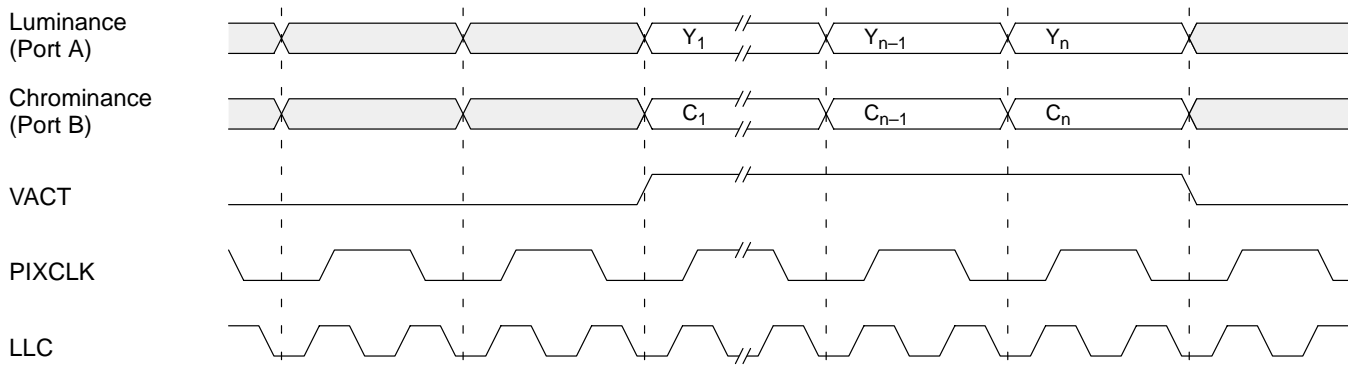 Luminance
(Port A)
Y₁ Yₙ₋₁ Yₙ
Chrominance
(Port B)
C₁ Cₙ₋₁ Cₙ
VACT
PIXCLK
LLC